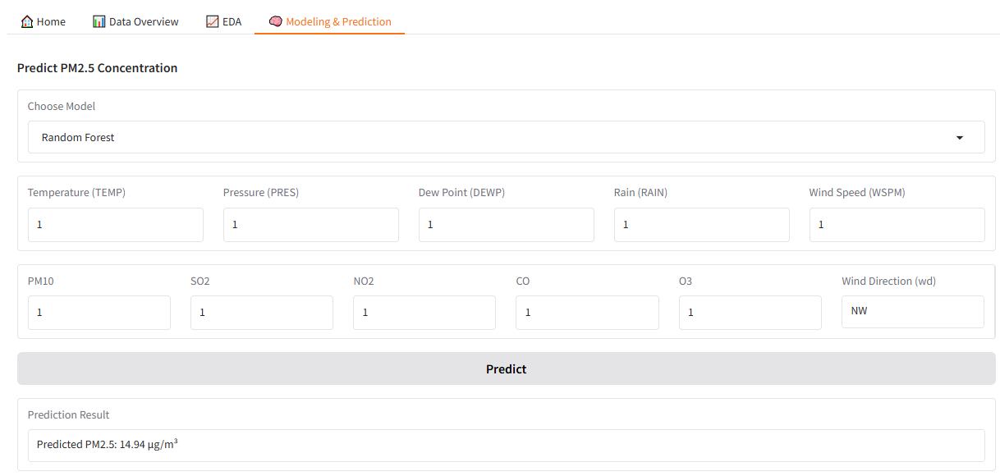 Home Data Overview EDA Modeling & Prediction
Predict PM2.5 Concentration
Choose Model
Random Forest
Temperature (TEMP) Pressure (PRES) Dew Point (DEWP) Rain (RAIN) Wind Speed (WSPM)
1 1 1 1 1
PM10 SO2 NO2 CO O3 Wind Direction (wd)
1 1 1 1 1 NW
Predict
Prediction Result
Predicted PM2.5: 14.94 µg/m³